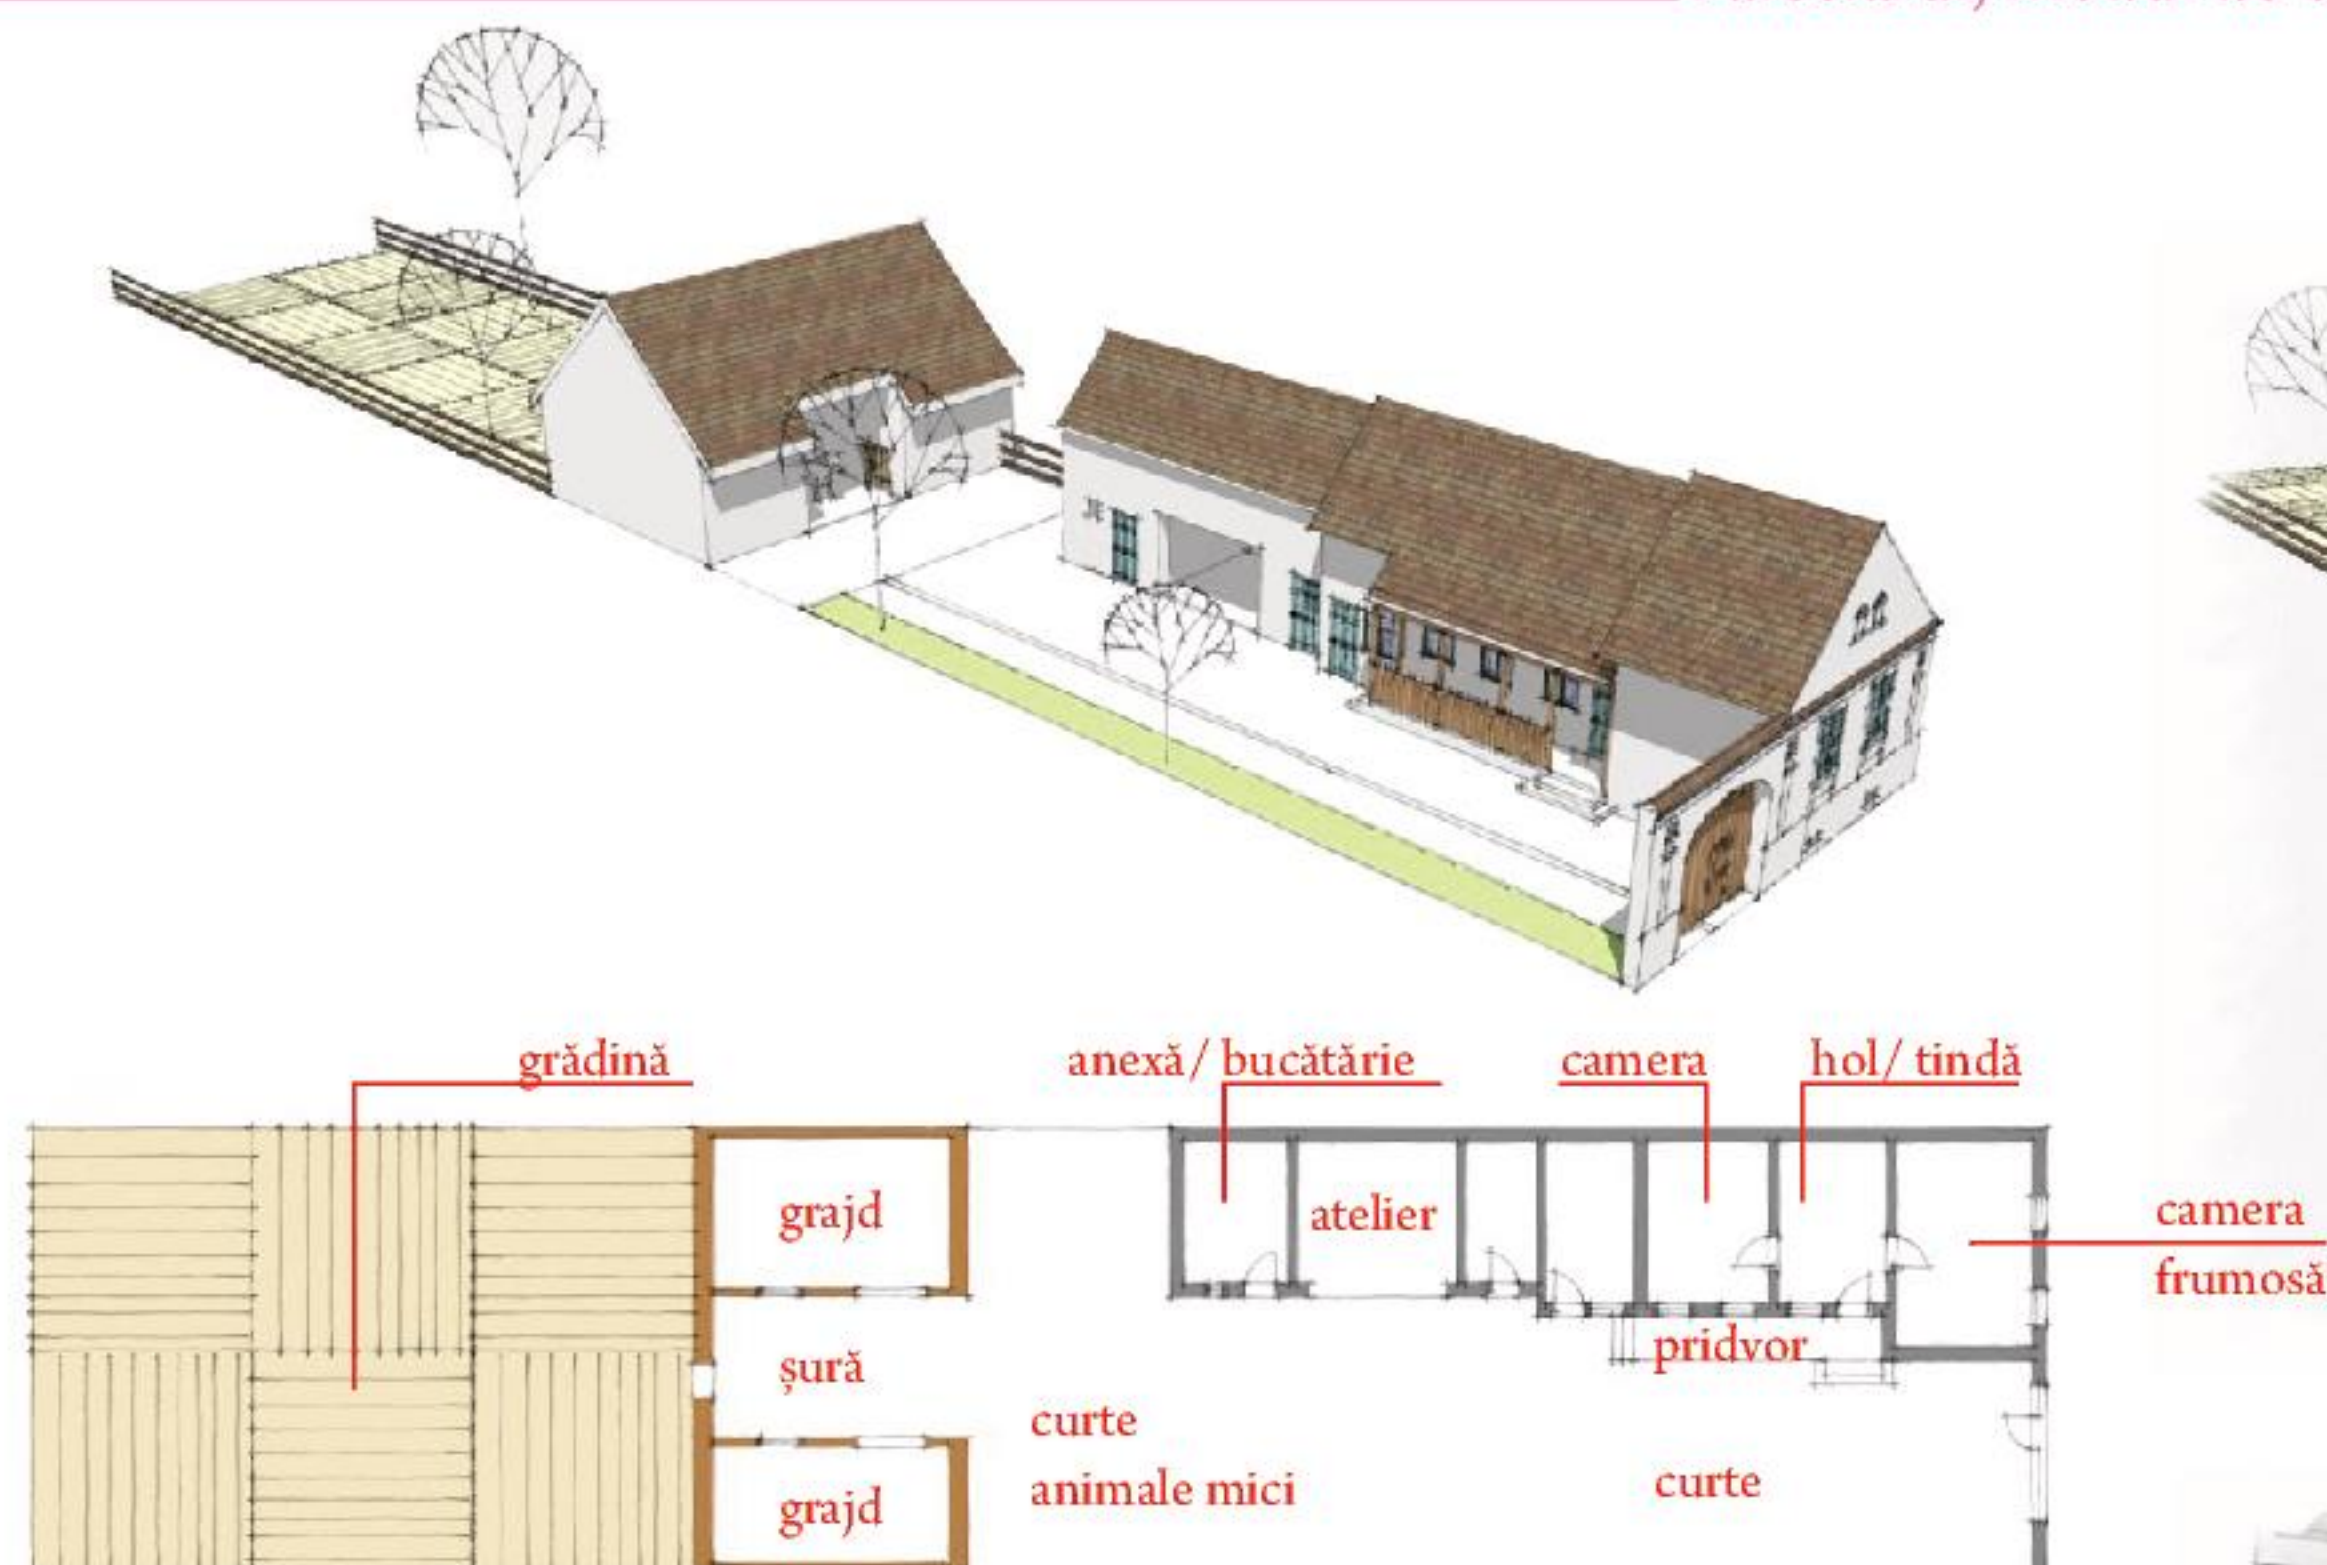 grădină
anexă/ bucătărie
camera
hol/ tindă
grajd
atelier
camera
frumosă
pridvor
șură
curte
animale mici
curte
grajd